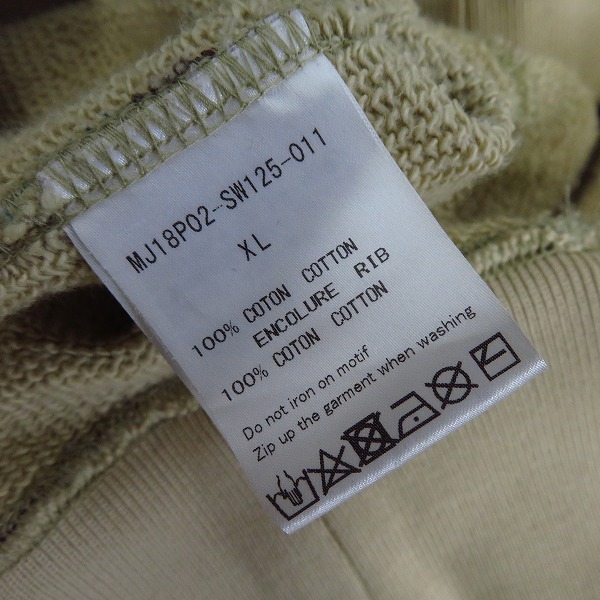 MJ18P02-SW125-011
XL
100% COTON COTTON
ENCOLURE RIB
100% COTON COTTON
Do not iron on motif
Zip up the garment when washing